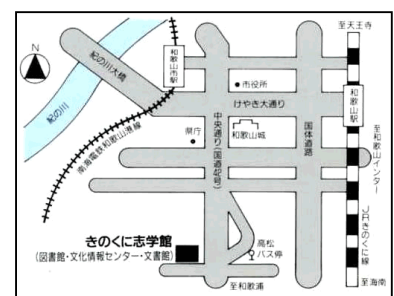 至天王寺
N
紀の川大橋
和歌山市駅
紀の川
市役所
和歌山駅
けやき大通り
中央通り(国道42号)
国体道路
県庁
和歌山城
南海電鉄和歌山港線
至和歌山インター
きのくに志学館
(図書館・文化情報センター・文書館)
高松
バス停
JRきのくに線
至和歌浦
至海南